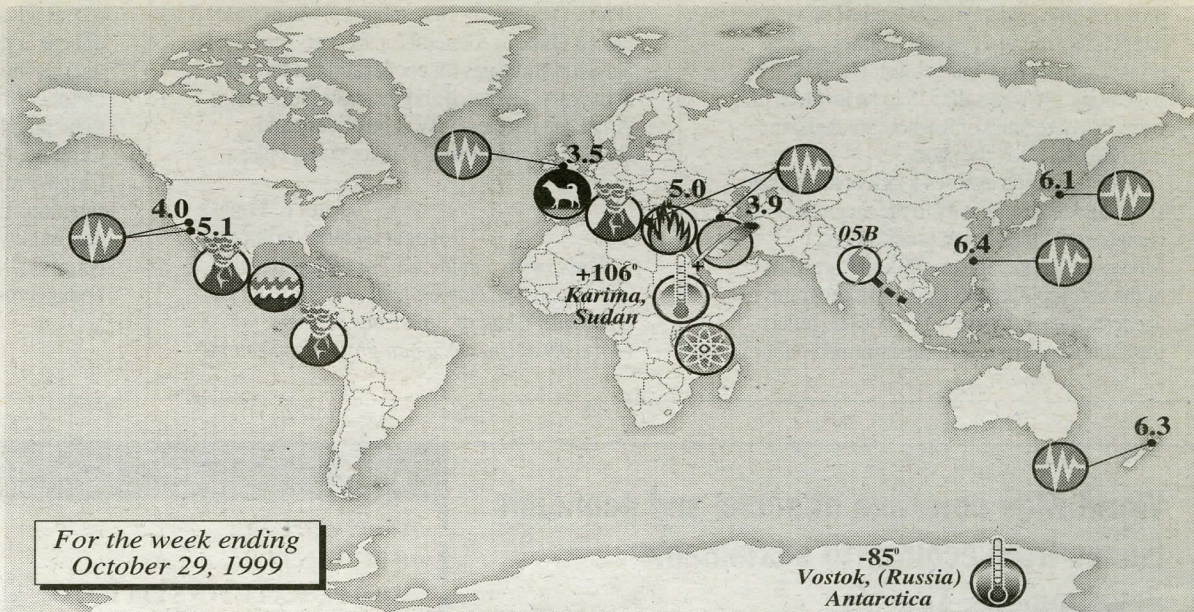 3.5
5.0
3.9
6.1
4.0
5.1
05B
6.4
+106°
Karima,
Sudan
+
6.3
For the week ending
October 29, 1999
-85°
Vostok, (Russia)
Antarctica
–